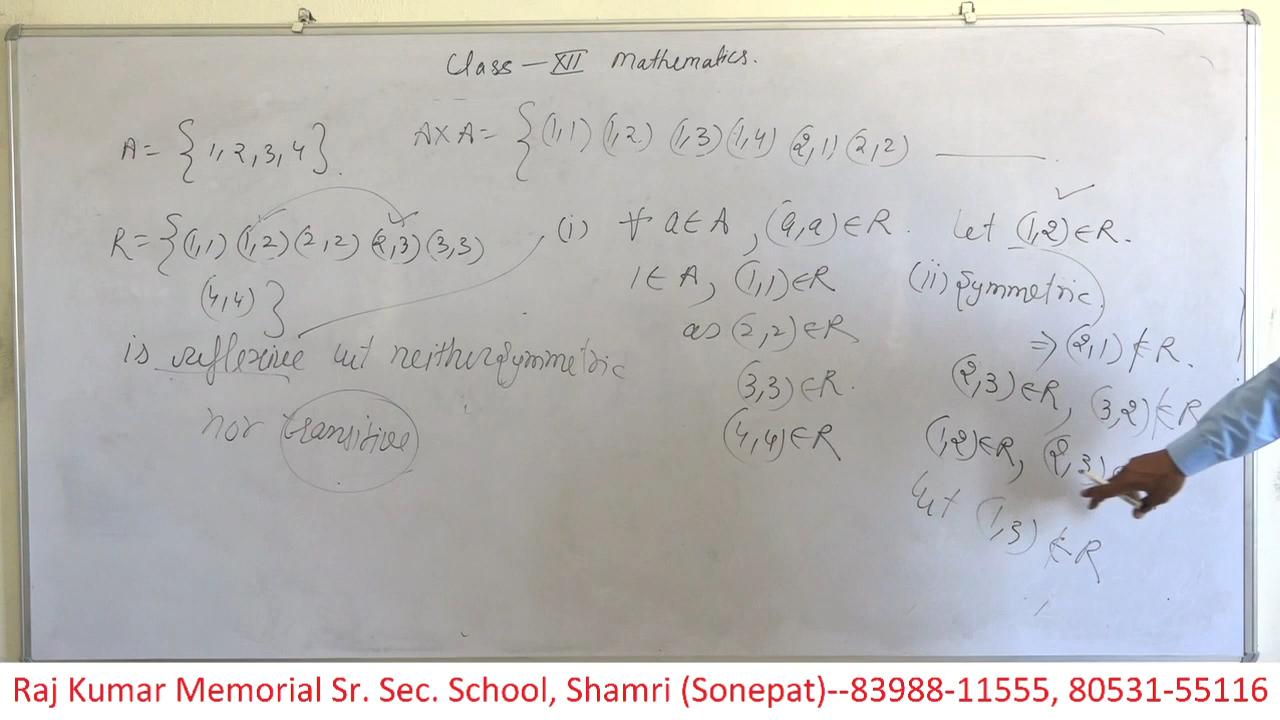 Class - XII Mathematics.
A = {1,2,3,4}.
A×A = {(1,1) (1,2) (1,3) (1,4) (2,1) (2,2)
R = {(1,1) (1,2) (2,2) (2,3) (3,3)
(4,4)}
is reflexive but neither symmetric
nor transitive
(i) ∀ a ∈ A, (a,a) ∈ R.
1 ∈ A, (1,1) ∈ R
as (2,2) ∈ R
(3,3) ∈ R.
(4,4) ∈ R
let (1,2) ∈ R.
(ii) Symmetric
⇒ (2,1) ∉ R.
(2,3) ∈ R, (3,2) ∉ R
(1,2) ∈ R, (2,3)
but (1,3) ∉ R
Raj Kumar Memorial Sr. Sec. School, Shamri (Sonepat)--83988-11555, 80531-55116